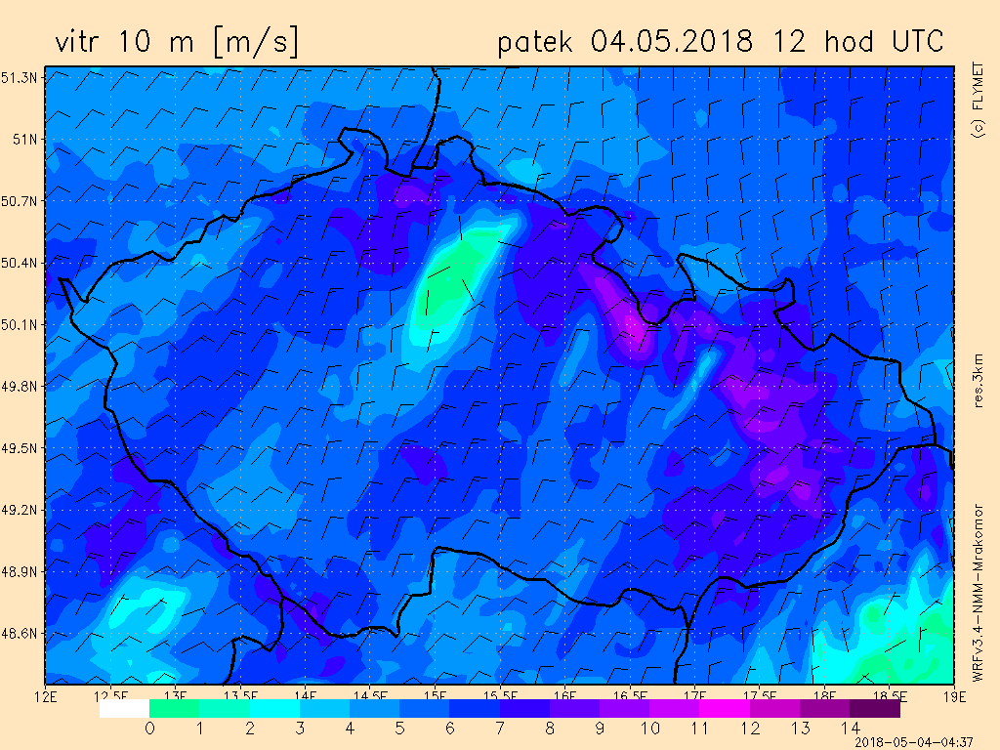 vitr 10 m [m/s] patek 04.05.2018 12 hod UTC
(c) FLYMET
res.3km
WRFv3.4-NMM-Mrakomor
51.3N
51N
50.7N
50.4N
50.1N
49.8N
49.5N
49.2N
48.9N
48.6N
12E 12.5E 13E 13.5E 14E 14.5E 15E 15.5E 16E 16.5E 17E 17.5E 18E 18.5E 19E
0 1 2 3 4 5 6 7 8 9 10 11 12 13 14
2018-05-04-04:37